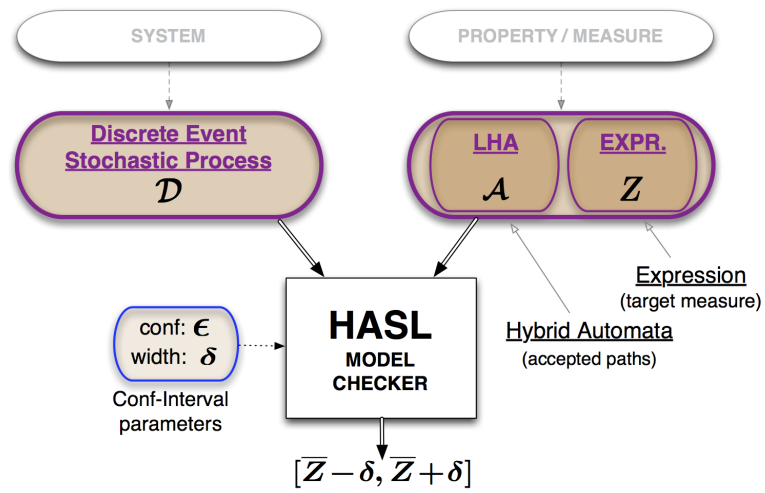 SYSTEM
PROPERTY / MEASURE
Discrete Event
Stochastic Process
𝒟
LHA
𝒜
EXPR.
Z
Expression
(target measure)
Hybrid Automata
(accepted paths)
HASL
MODEL
CHECKER
conf: ϵ
width: δ
Conf-Interval
parameters
[Z̅ − δ, Z̅ + δ]